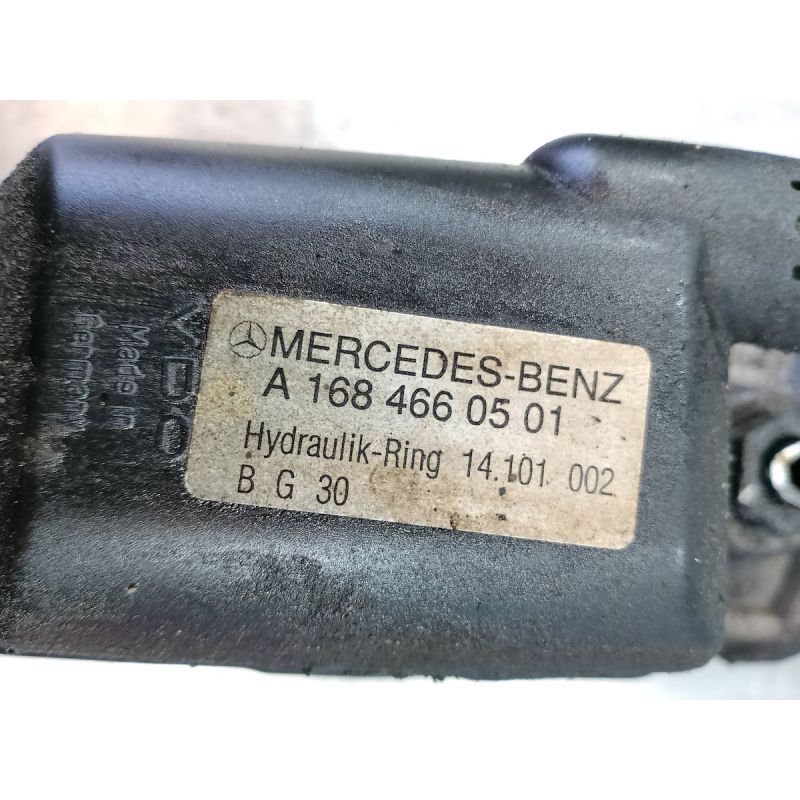 MERCEDES-BENZ
A 168 466 05 01
Hydraulik-Ring 14.101 002
B G 30
VDO
Made in
Germany